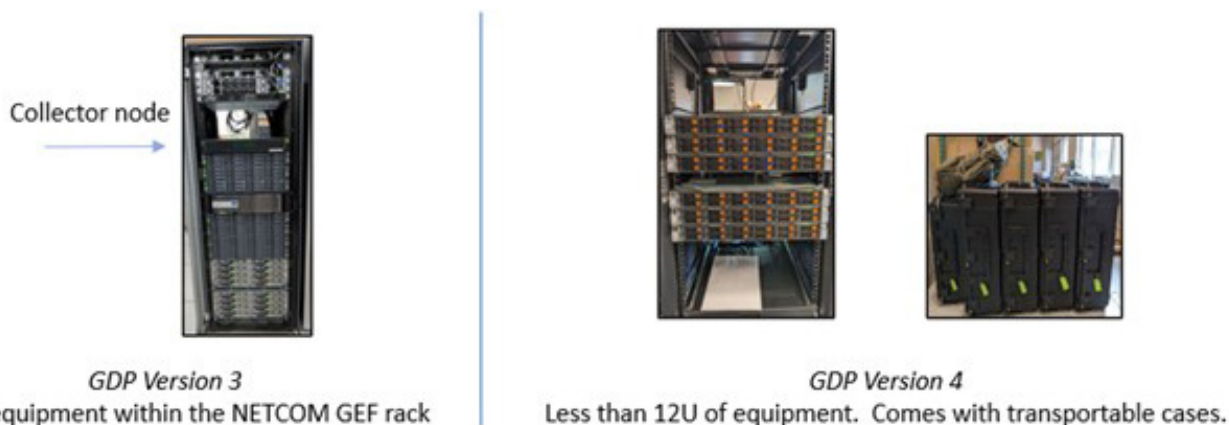 Collector node
GDP Version 3
equipment within the NETCOM GEF rack
GDP Version 4
Less than 12U of equipment. Comes with transportable cases.